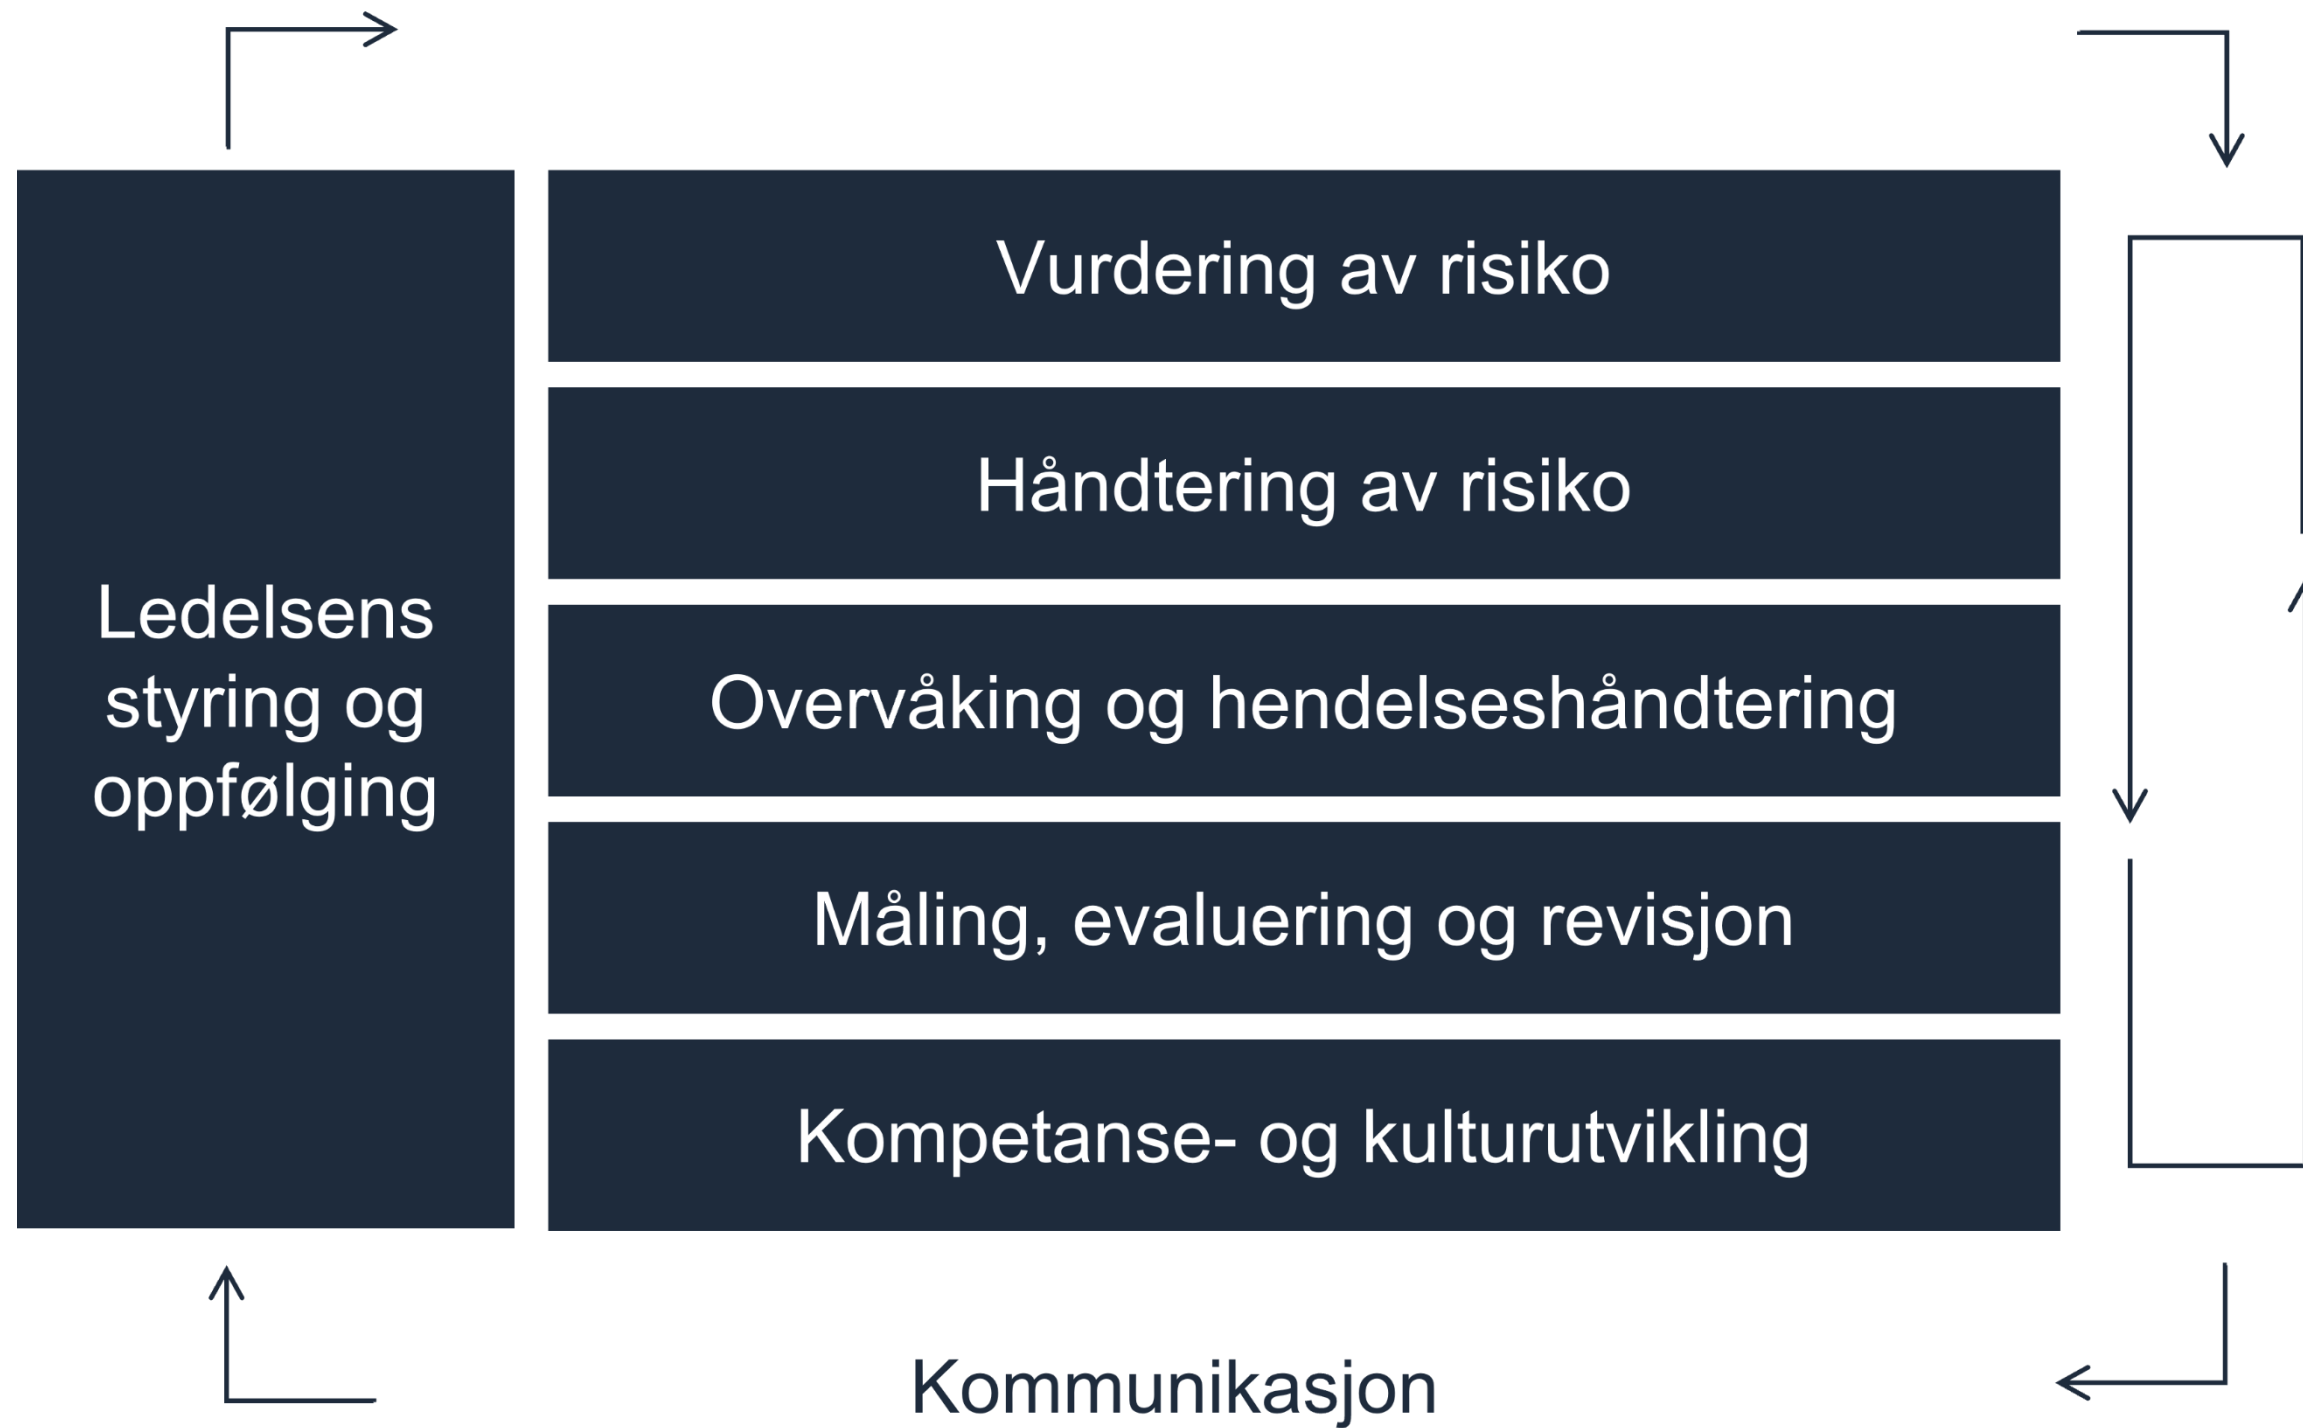 Ledelsens
styring og
oppfølging
Vurdering av risiko
Håndtering av risiko
Overvåking og hendelseshåndtering
Måling, evaluering og revisjon
Kompetanse- og kulturutvikling
Kommunikasjon